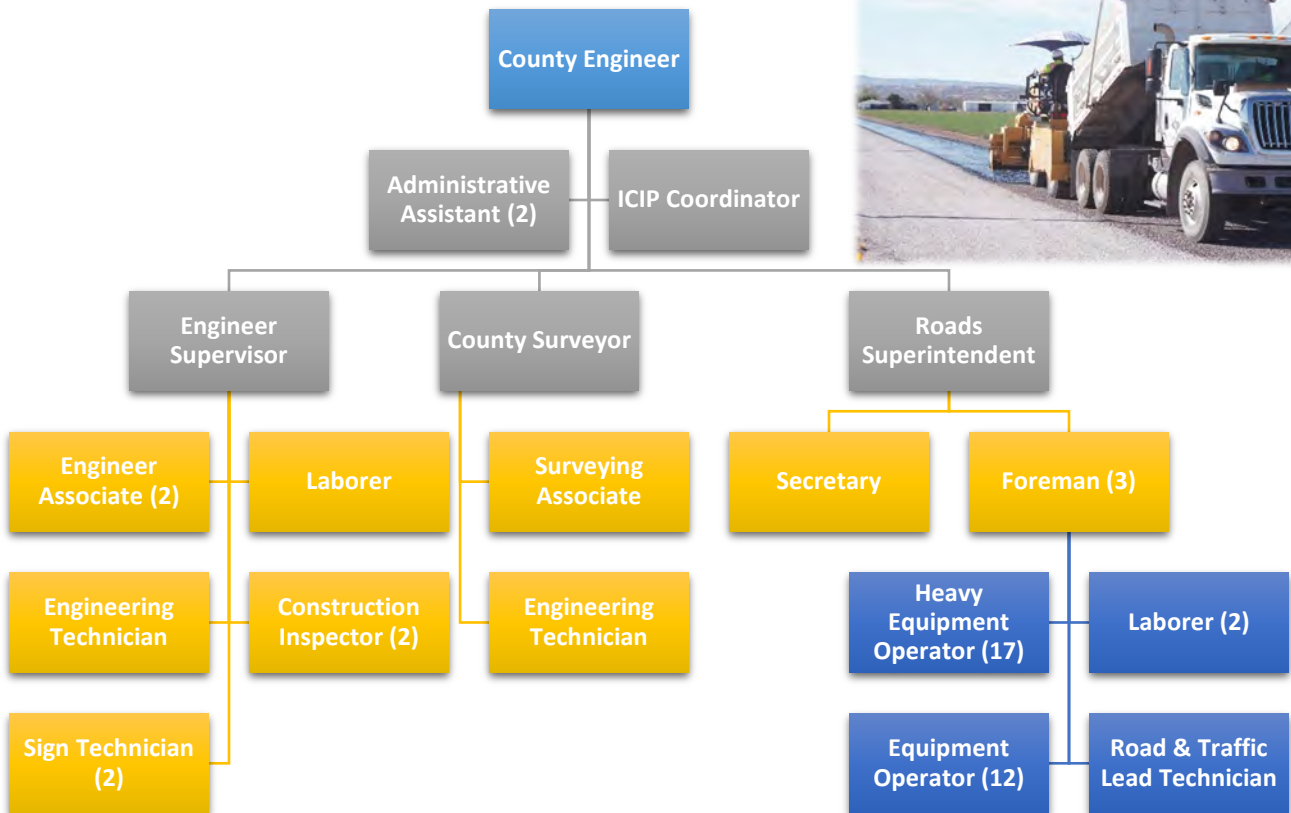 County Engineer
Administrative
Assistant (2)
ICIP Coordinator
Engineer
Supervisor
County Surveyor
Roads
Superintendent
Engineer
Associate (2)
Laborer
Surveying
Associate
Secretary
Foreman (3)
Engineering
Technician
Construction
Inspector (2)
Engineering
Technician
Heavy
Equipment
Operator (17)
Laborer (2)
Sign Technician
(2)
Equipment
Operator (12)
Road & Traffic
Lead Technician